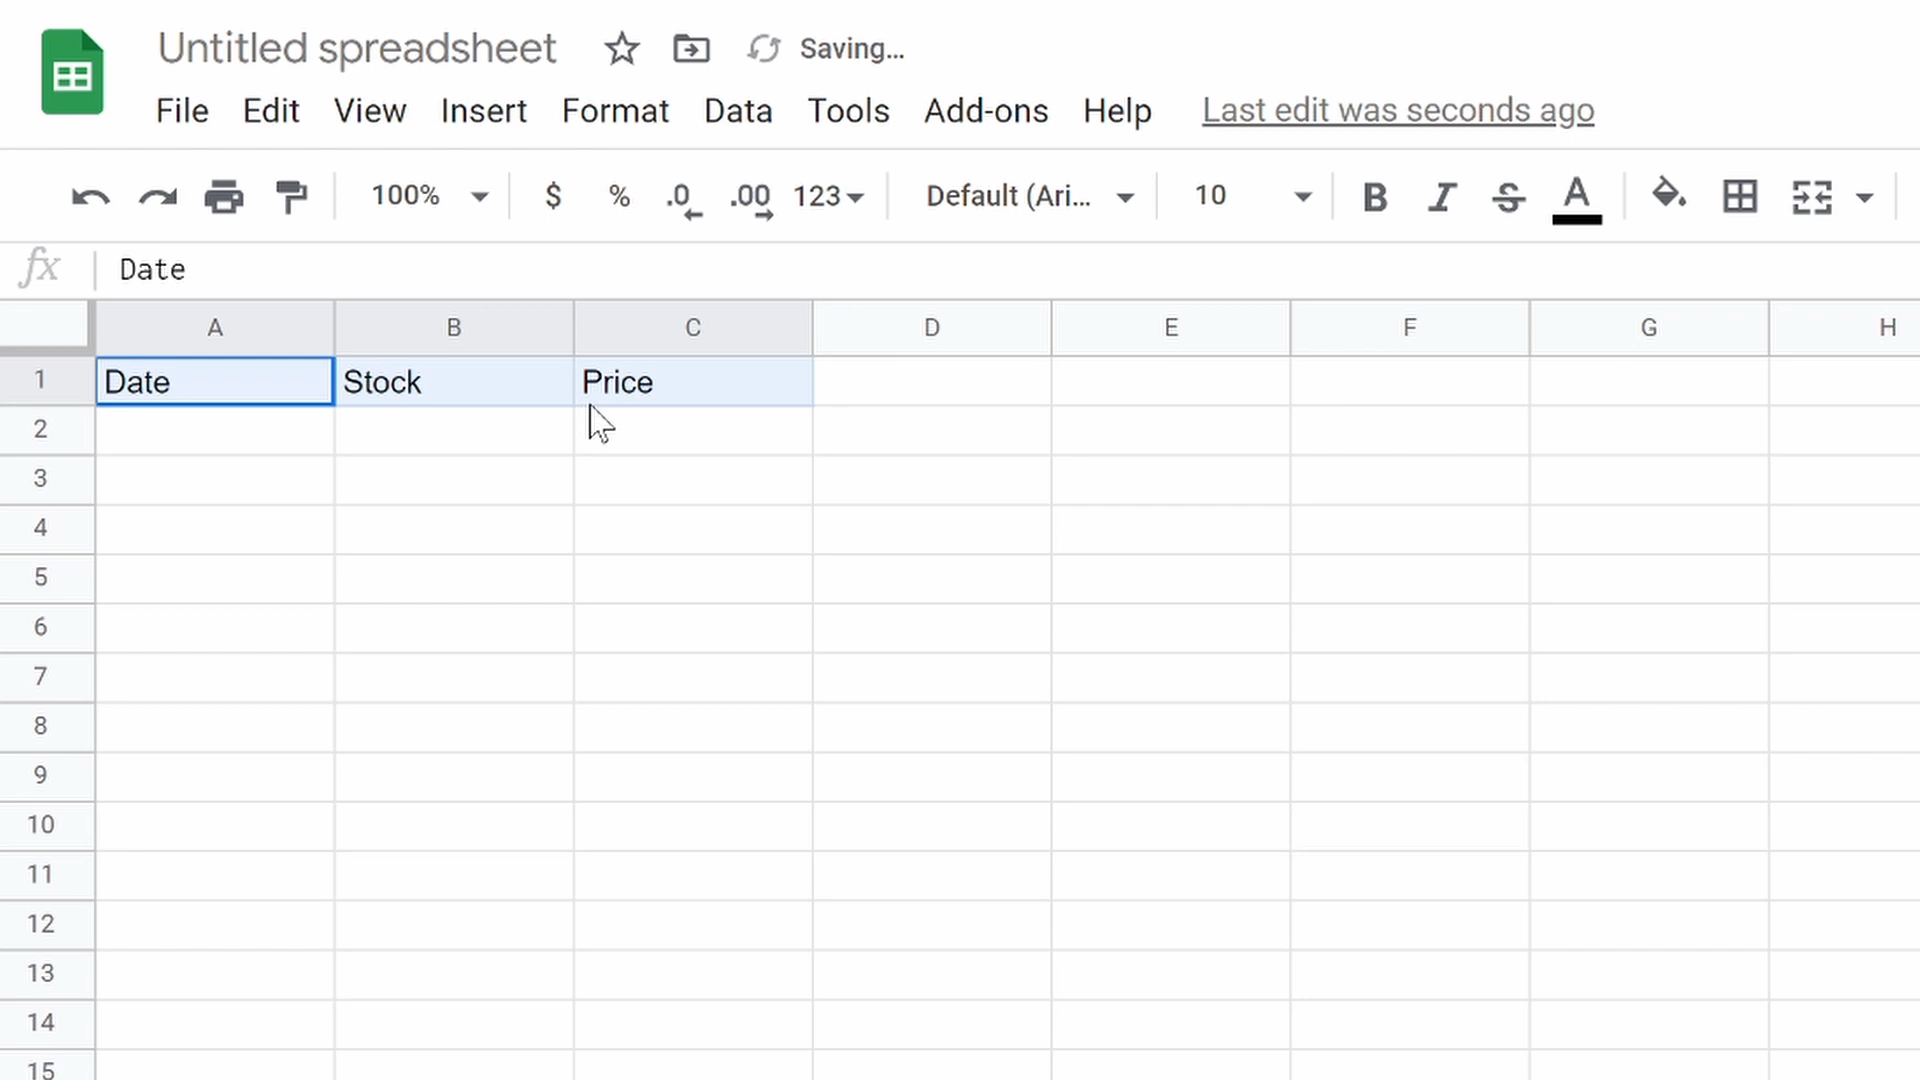 Untitled spreadsheet Saving...
File Edit View Insert Format Data Tools Add-ons Help Last edit was seconds ago
100% $ % .0 .00 123 Default (Ari... 10 B I S A
fx Date
A B C D E F G H
1 Date Stock Price
2
3
4
5
6
7
8
9
10
11
12
13
14
15